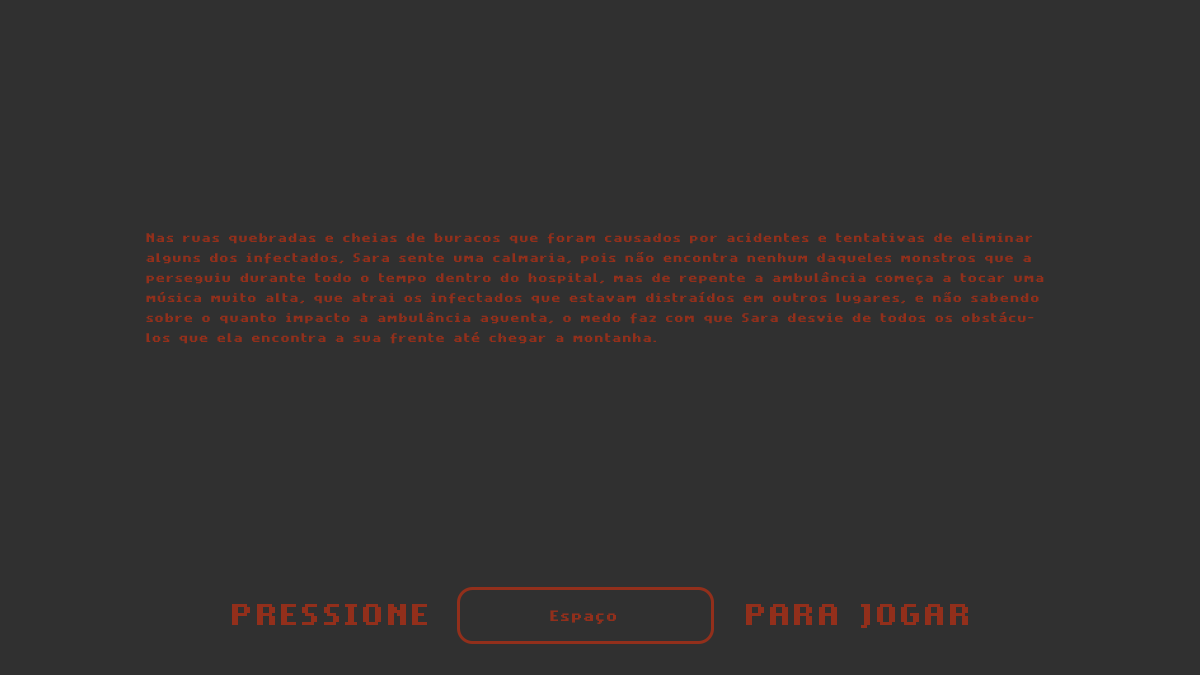 Nas ruas quebradas e cheias de buracos que foram causados por acidentes e tentativas de eliminar
alguns dos infectados, Sara sente uma calmaria, pois não encontra nenhum daqueles monstros que a
perseguiu durante todo o tempo dentro do hospital, mas de repente a ambulância começa a tocar uma
música muito alta, que atrai os infectados que estavam distraídos em outros lugares, e não sabendo
sobre o quanto impacto a ambulância aguenta, o medo faz com que Sara desvie de todos os obstácu-
los que ela encontra a sua frente até chegar a montanha.
PRESSIONE Espaço PARA JOGAR